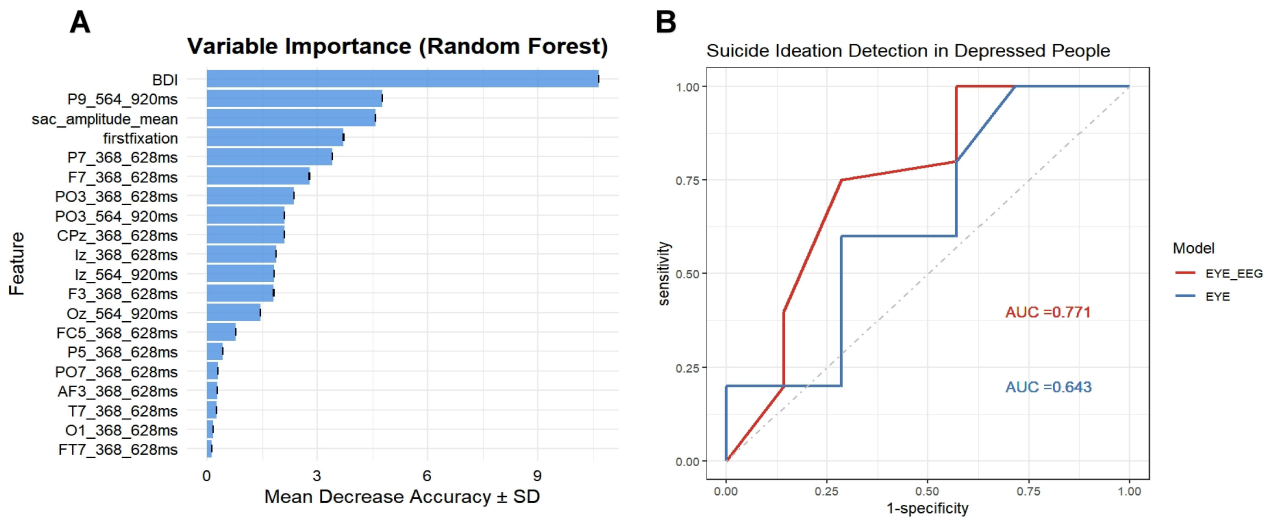 A
Variable Importance (Random Forest)
Feature
BDI
P9_564_920ms
sac_amplitude_mean
firstfixation
P7_368_628ms
F7_368_628ms
PO3_368_628ms
PO3_564_920ms
CPz_368_628ms
Iz_368_628ms
Iz_564_920ms
F3_368_628ms
Oz_564_920ms
FC5_368_628ms
P5_368_628ms
PO7_368_628ms
AF3_368_628ms
T7_368_628ms
O1_368_628ms
FT7_368_628ms
0 3 6 9
Mean Decrease Accuracy ± SD
B
Suicide Ideation Detection in Depressed People
sensitivity
1.00
0.75
0.50
0.25
0.00
AUC =0.771
AUC =0.643
0.00 0.25 0.50 0.75 1.00
1-specificity
Model
EYE_EEG
EYE